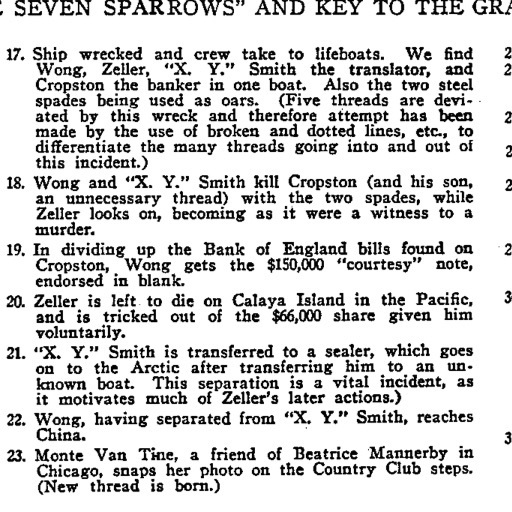 SEVEN SPARROWS" AND KEY TO THE GRA
17. Ship wrecked and crew take to lifeboats. We find
Wong, Zeller, "X. Y." Smith the translator, and
Cropston the banker in one boat. Also the two steel
spades being used as oars. (Five threads are devi-
ated by this wreck and therefore attempt has been
made by the use of broken and dotted lines, etc., to
differentiate the many threads going into and out of
this incident.)
18. Wong and "X. Y." Smith kill Cropston (and his son,
an unnecessary thread) with the two spades, while
Zeller looks on, becoming as it were a witness to a
murder.
19. In dividing up the Bank of England bills found on
Cropston, Wong gets the $150,000 "courtesy" note,
endorsed in blank.
20. Zeller is left to die on Calaya Island in the Pacific,
and is tricked out of the $66,000 share given him
voluntarily.
21. "X. Y." Smith is transferred to a sealer, which goes
on to the Arctic after transferring him to an un-
known boat. This separation is a vital incident, as
it motivates much of Zeller's later actions.)
22. Wong, having separated from "X. Y." Smith, reaches
China.
23. Monte Van Tine, a friend of Beatrice Mannerby in
Chicago, snaps her photo on the Country Club steps.
(New thread is born.)